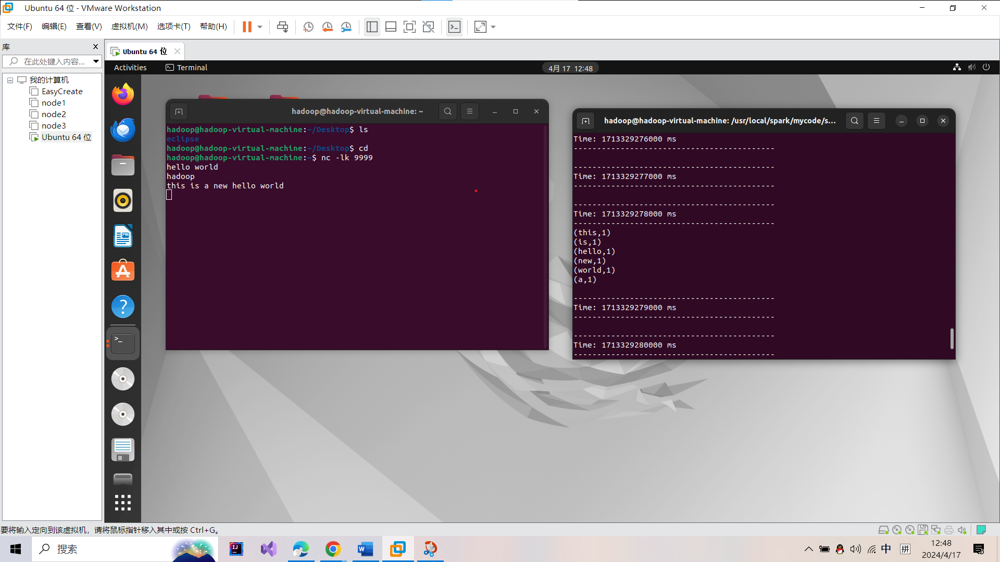 Ubuntu 64 位 - VMware Workstation
文件(F) 编辑(E) 查看(V) 虚拟机(M) 选项卡(T) 帮助(H)
库
在此处键入内容...
我的计算机
EasyCreate
node1
node2
node3
Ubuntu 64 位
Ubuntu 64 位
Activities
Terminal
4月 17 12:48
hadoop@hadoop-virtual-machine: ~
hadoop@hadoop-virtual-machine:~/Desktop$ ls
eclipse
hadoop@hadoop-virtual-machine:~/Desktop$ cd
hadoop@hadoop-virtual-machine:~$ nc -lk 9999
hello world
hadoop
this is a new hello world
hadoop@hadoop-virtual-machine: /usr/local/spark/mycode/s...
Time: 1713329276000 ms
-------------------------------------------
-------------------------------------------
Time: 1713329277000 ms
-------------------------------------------
-------------------------------------------
Time: 1713329278000 ms
-------------------------------------------
(this,1)
(is,1)
(hello,1)
(new,1)
(world,1)
(a,1)
-------------------------------------------
Time: 1713329279000 ms
-------------------------------------------
-------------------------------------------
Time: 1713329280000 ms
-------------------------------------------
要将输入定向到该虚拟机，请将鼠标指针移入其中或按 Ctrl+G。
搜索
中
拼
12:48
2024/4/17